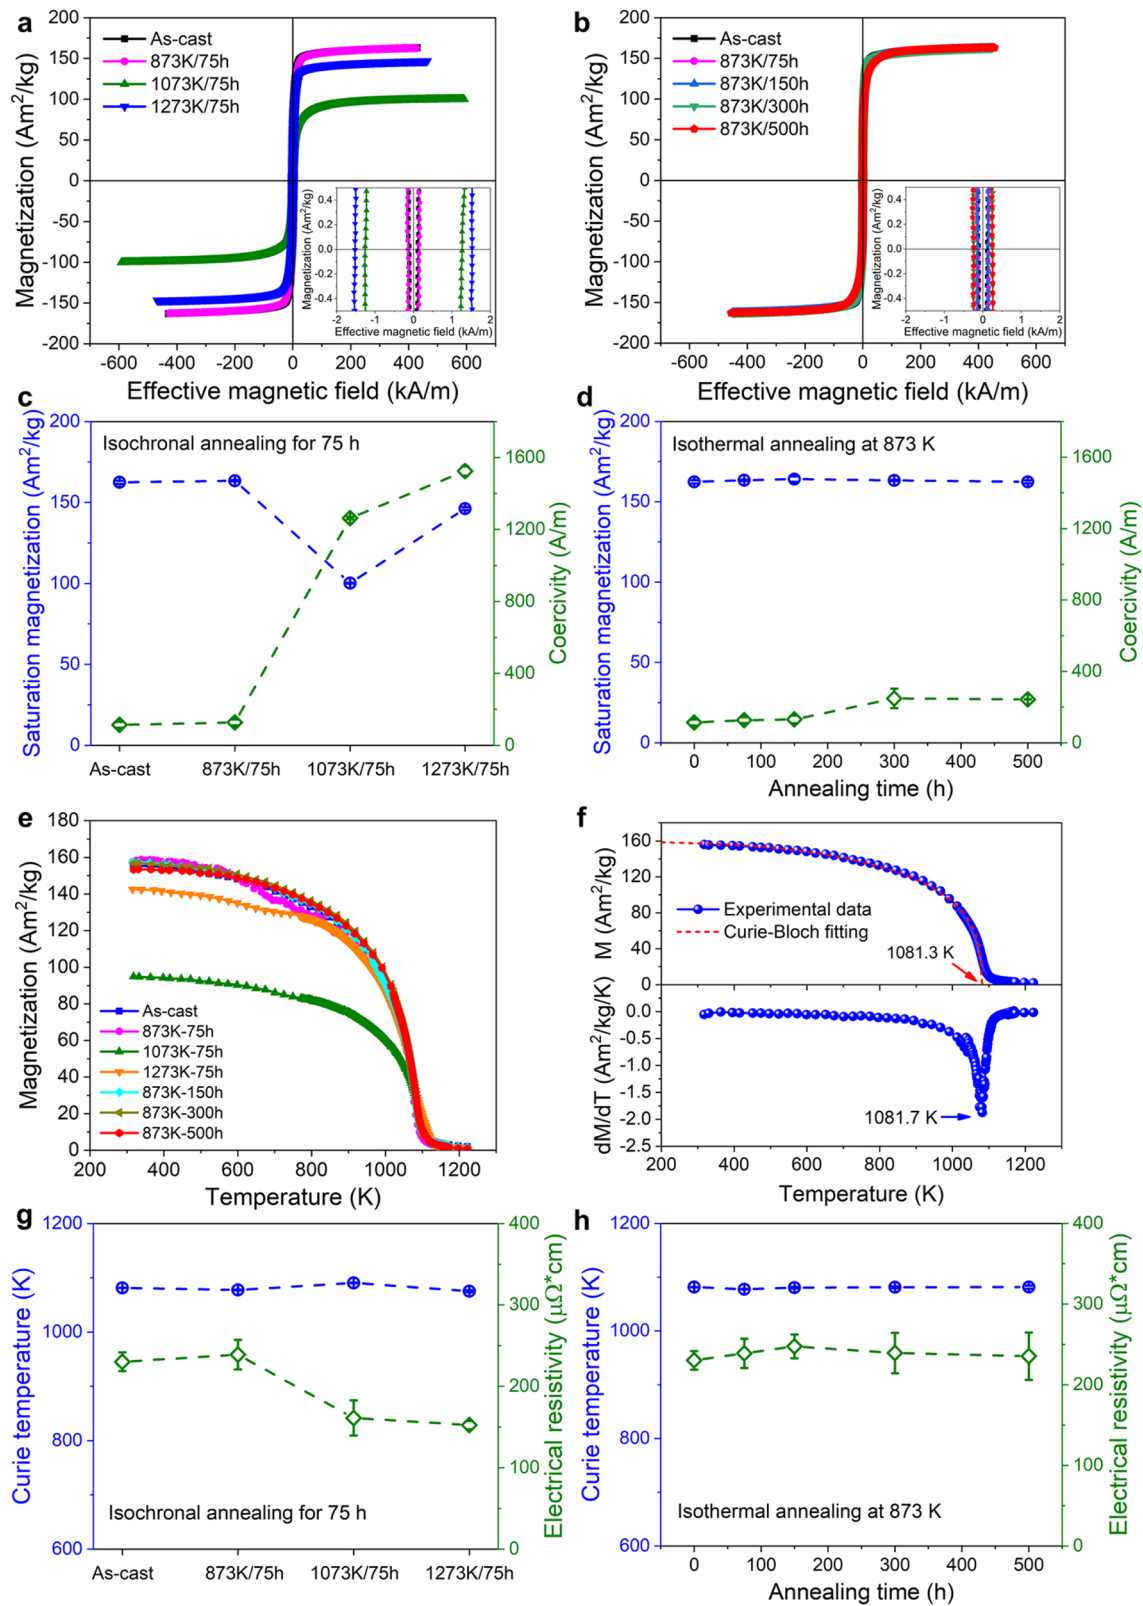 a
200
150
100
50
0
-50
-100
-150
-200
Magnetization (Am²/kg)
As-cast
873K/75h
1073K/75h
1273K/75h
0.4
0.2
0.0
-0.2
-0.4
Magnetization (Am²/kg)
-2 -1 0 1 2
Effective magnetic field (kA/m)
-600 -400 -200 0 200 400 600
Effective magnetic field (kA/m)
b
200
150
100
50
0
-50
-100
-150
-200
Magnetization (Am²/kg)
As-cast
873K/75h
873K/150h
873K/300h
873K/500h
0.4
0.2
0.0
-0.2
-0.4
Magnetization (Am²/kg)
-2 -1 0 1 2
Effective magnetic field (kA/m)
-600 -400 -200 0 200 400 600
Effective magnetic field (kA/m)
c
Isochronal annealing for 75 h
200
150
100
50
0
Saturation magnetization (Am²/kg)
1600
1200
800
400
0
Coercivity (A/m)
As-cast 873K/75h 1073K/75h 1273K/75h
d
Isothermal annealing at 873 K
200
150
100
50
0
Saturation magnetization (Am²/kg)
1600
1200
800
400
0
Coercivity (A/m)
0 100 200 300 400 500
Annealing time (h)
e
180
160
140
120
100
80
60
40
20
0
Magnetization (Am²/kg)
As-cast
873K-75h
1073K-75h
1273K-75h
873K-150h
873K-300h
873K-500h
200 400 600 800 1000 1200
Temperature (K)
f
160
120
80
40
0
M (Am²/kg)
Experimental data
Curie-Bloch fitting
1081.3 K
0.0
-0.5
-1.0
-1.5
-2.0
-2.5
dM/dT (Am²/kg/K)
1081.7 K
200 400 600 800 1000 1200
Temperature (K)
g
1200
1000
800
600
Curie temperature (K)
400
300
200
100
0
Electrical resistivity (μΩ*cm)
Isochronal annealing for 75 h
As-cast 873K/75h 1073K/75h 1273K/75h
h
1200
1000
800
600
Curie temperature (K)
400
300
200
100
0
Electrical resistivity (μΩ*cm)
Isothermal annealing at 873 K
0 100 200 300 400 500
Annealing time (h)